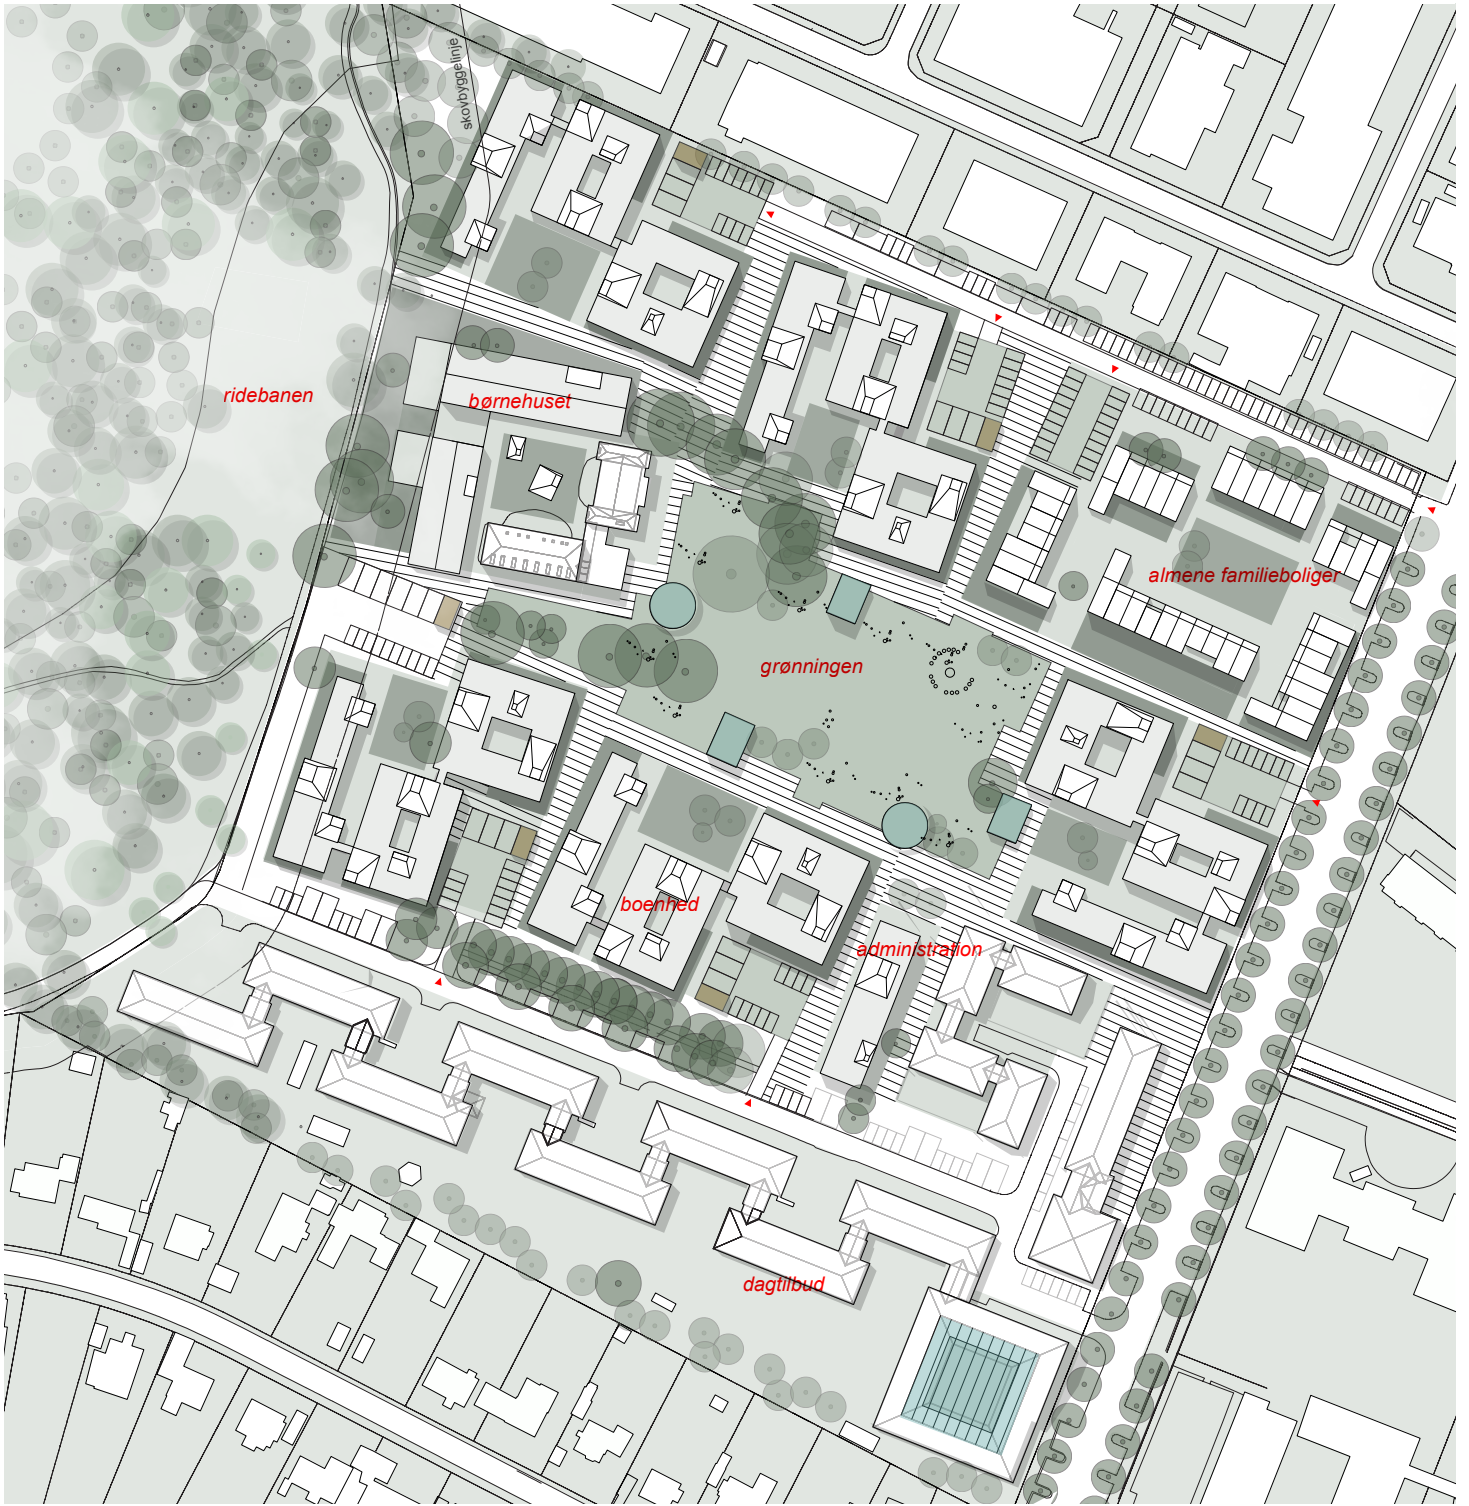 skovbyggelinje
ridebanen
børnehuset
almene familieboliger
grønningen
boenhed
administration
dagtilbud